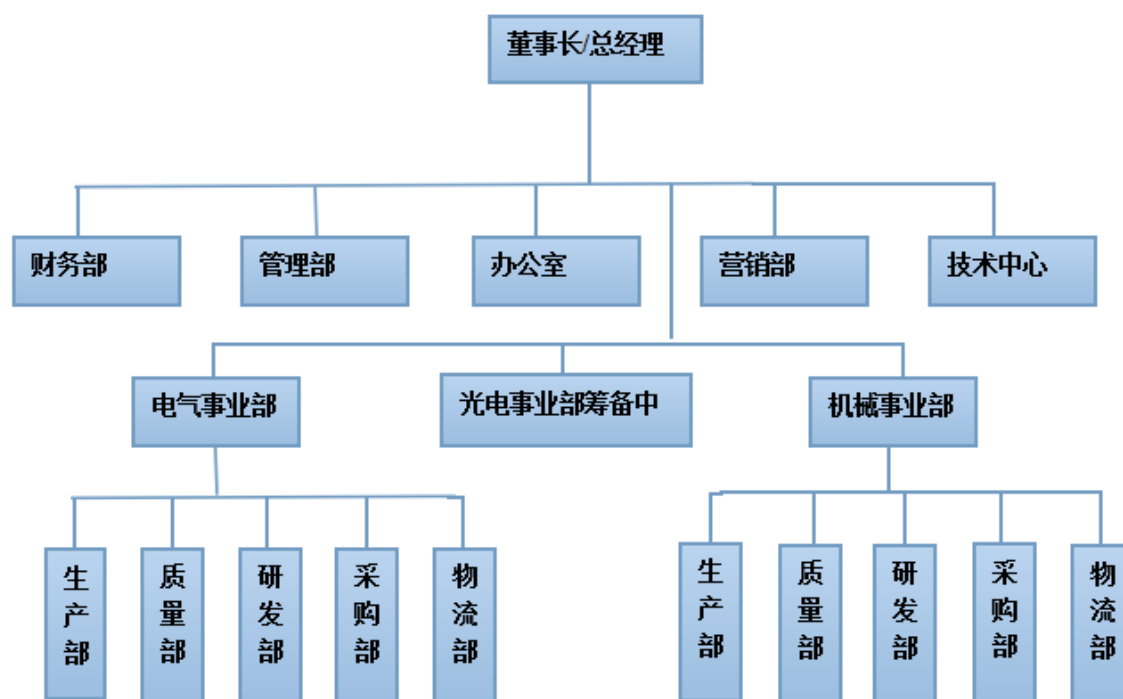 董事长/总经理
财务部
管理部
办公室
营销部
技术中心
电气事业部
光电事业部筹备中
机械事业部
生产部
质量部
研发部
采购部
物流部
生产部
质量部
研发部
采购部
物流部